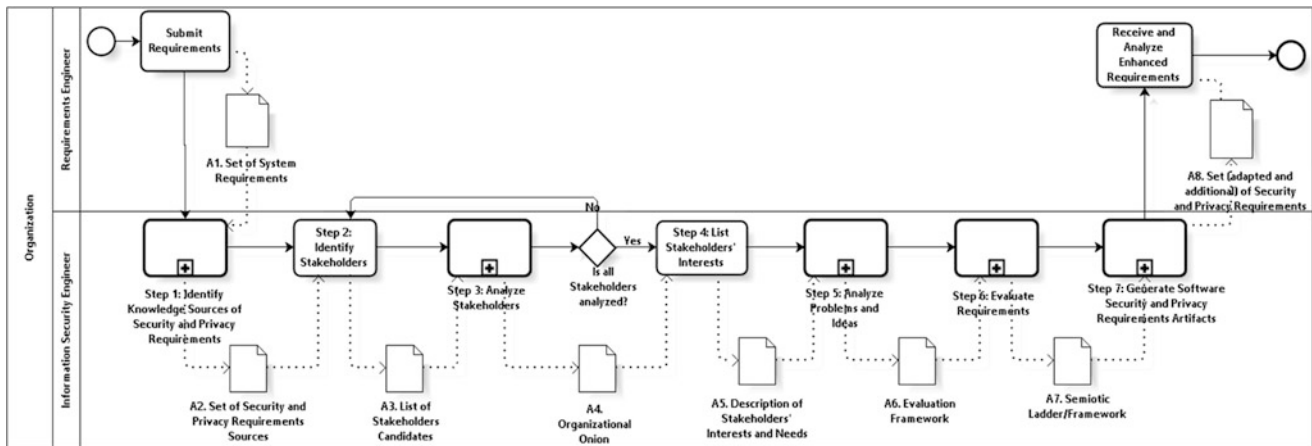 Organization
Requirements Engineer
Submit
Requirements
A1. Set of System
Requirements
Receive and
Analyze
Enhanced
Requirements
A8. Set (adapted and
additional) of Security
and Privacy Requirements
Information Security Engineer
Step 1: Identify
Knowledge Sources of
Security and Privacy
Requirements
A2. Set of Security and
Privacy Requirements
Sources
Step 2:
Identify
Stakeholders
A3. List of
Stakeholders
Candidates
Step 3: Analyze
Stakeholders
No
Yes
Is all
Stakeholders
analyzed?
A4.
Organizational
Onion
Step 4: List
Stakeholders'
Interests
A5. Description of
Stakeholders'
Interests and Needs
Step 5: Analyze
Problems and
Ideas
A6. Evaluation
Framework
Step 6: Evaluate
Requirements
A7. Semiotic
Ladder/Framework
Step 7: Generate Software
Security and Privacy
Requirements Artifacts